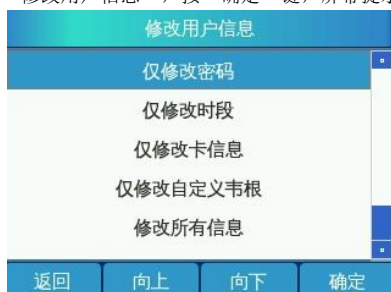 修改用户信息
仅修改密码
仅修改时段
仅修改卡信息
仅修改自定义韦根
修改所有信息
返回 向上 向下 确定